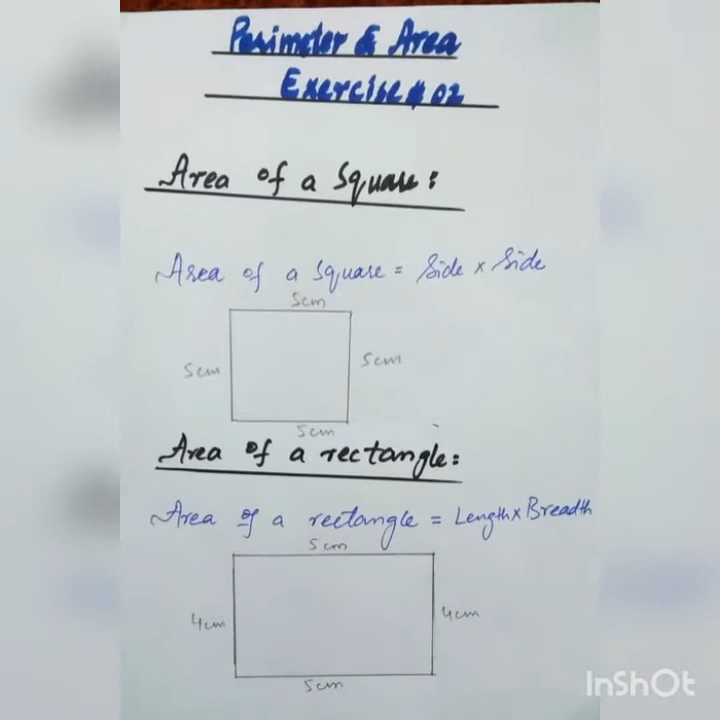 Perimeter & Area
Exercise # 02
Area of a Square:
Area of a Square = Side x Side
5cm
5cm
5cm
5cm
Area of a rectangle:
Area of a rectangle = Length x Breadth
5cm
4cm
4cm
5cm
InShOt